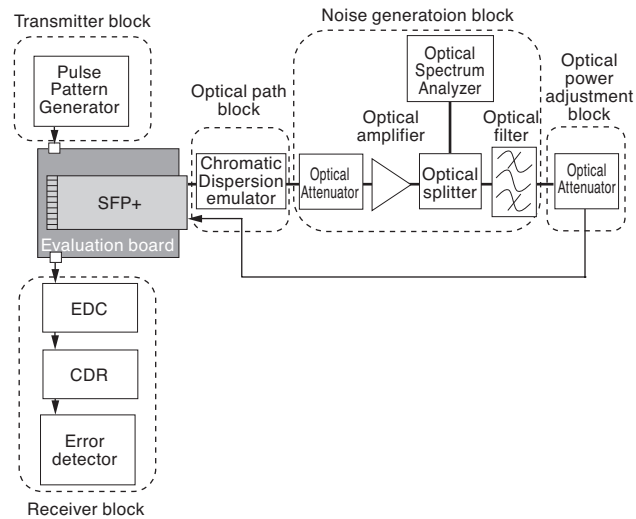 Transmitter block
Pulse
Pattern
Generator
SFP+
Evaluation board
Optical path
block
Chromatic
Dispersion
emulator
Noise generatoion block
Optical
Spectrum
Analyzer
Optical
amplifier
Optical
Attenuator
Optical
splitter
Optical
filter
Optical
power
adjustment
block
Optical
Attenuator
EDC
CDR
Error
detector
Receiver block